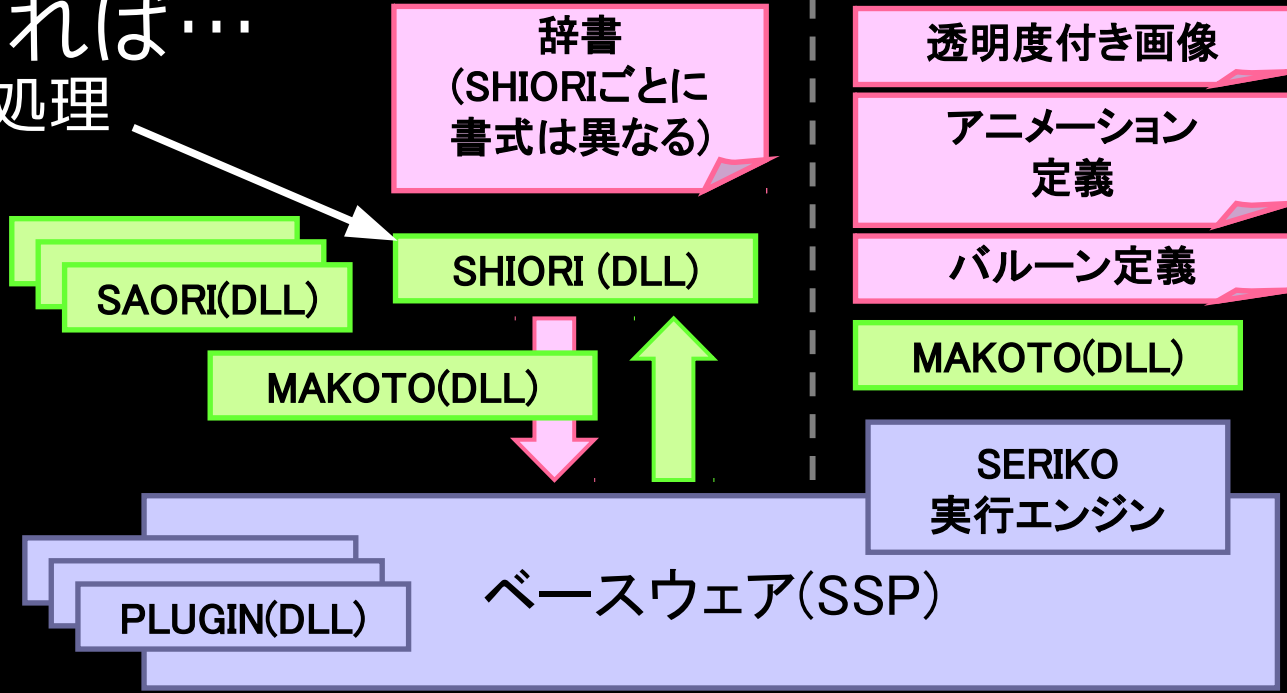 れば…
処理
辞書
(SHIORIごとに
書式は異なる)
透明度付き画像
アニメーション
定義
バルーン定義
SHIORI (DLL)
SAORI(DLL)
MAKOTO(DLL)
MAKOTO(DLL)
SERIKO
実行エンジン
ベースウェア(SSP)
PLUGIN(DLL)